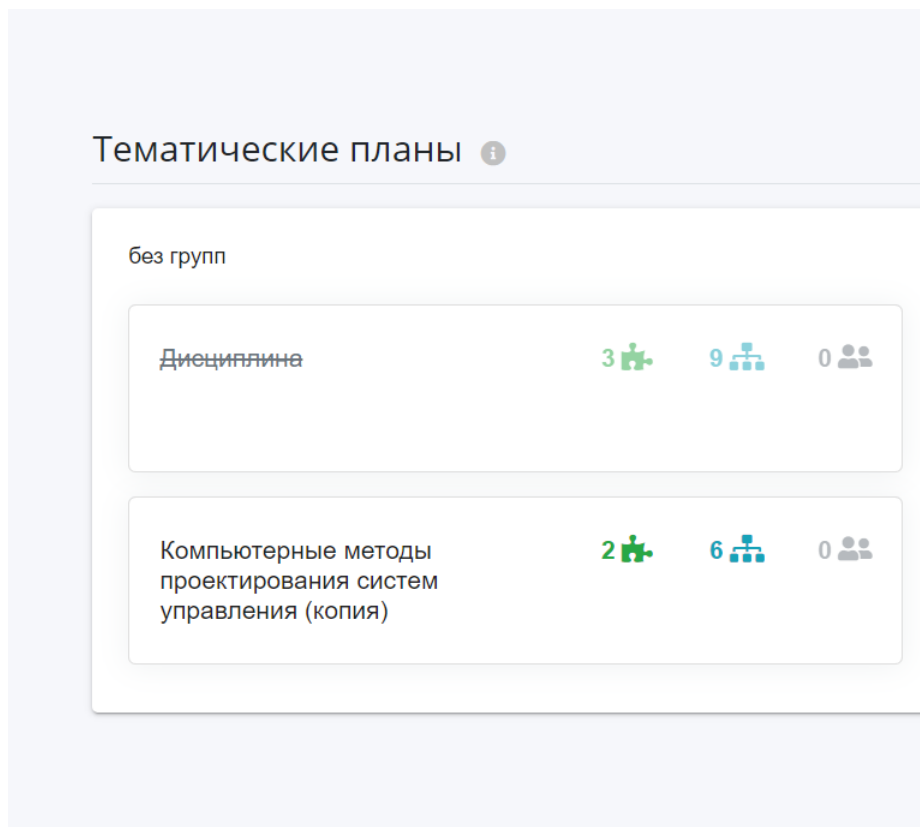 Тематические планы
без групп
Дисциплина 3 9 0
Компьютерные методы 2 6 0
проектирования систем
управления (копия)